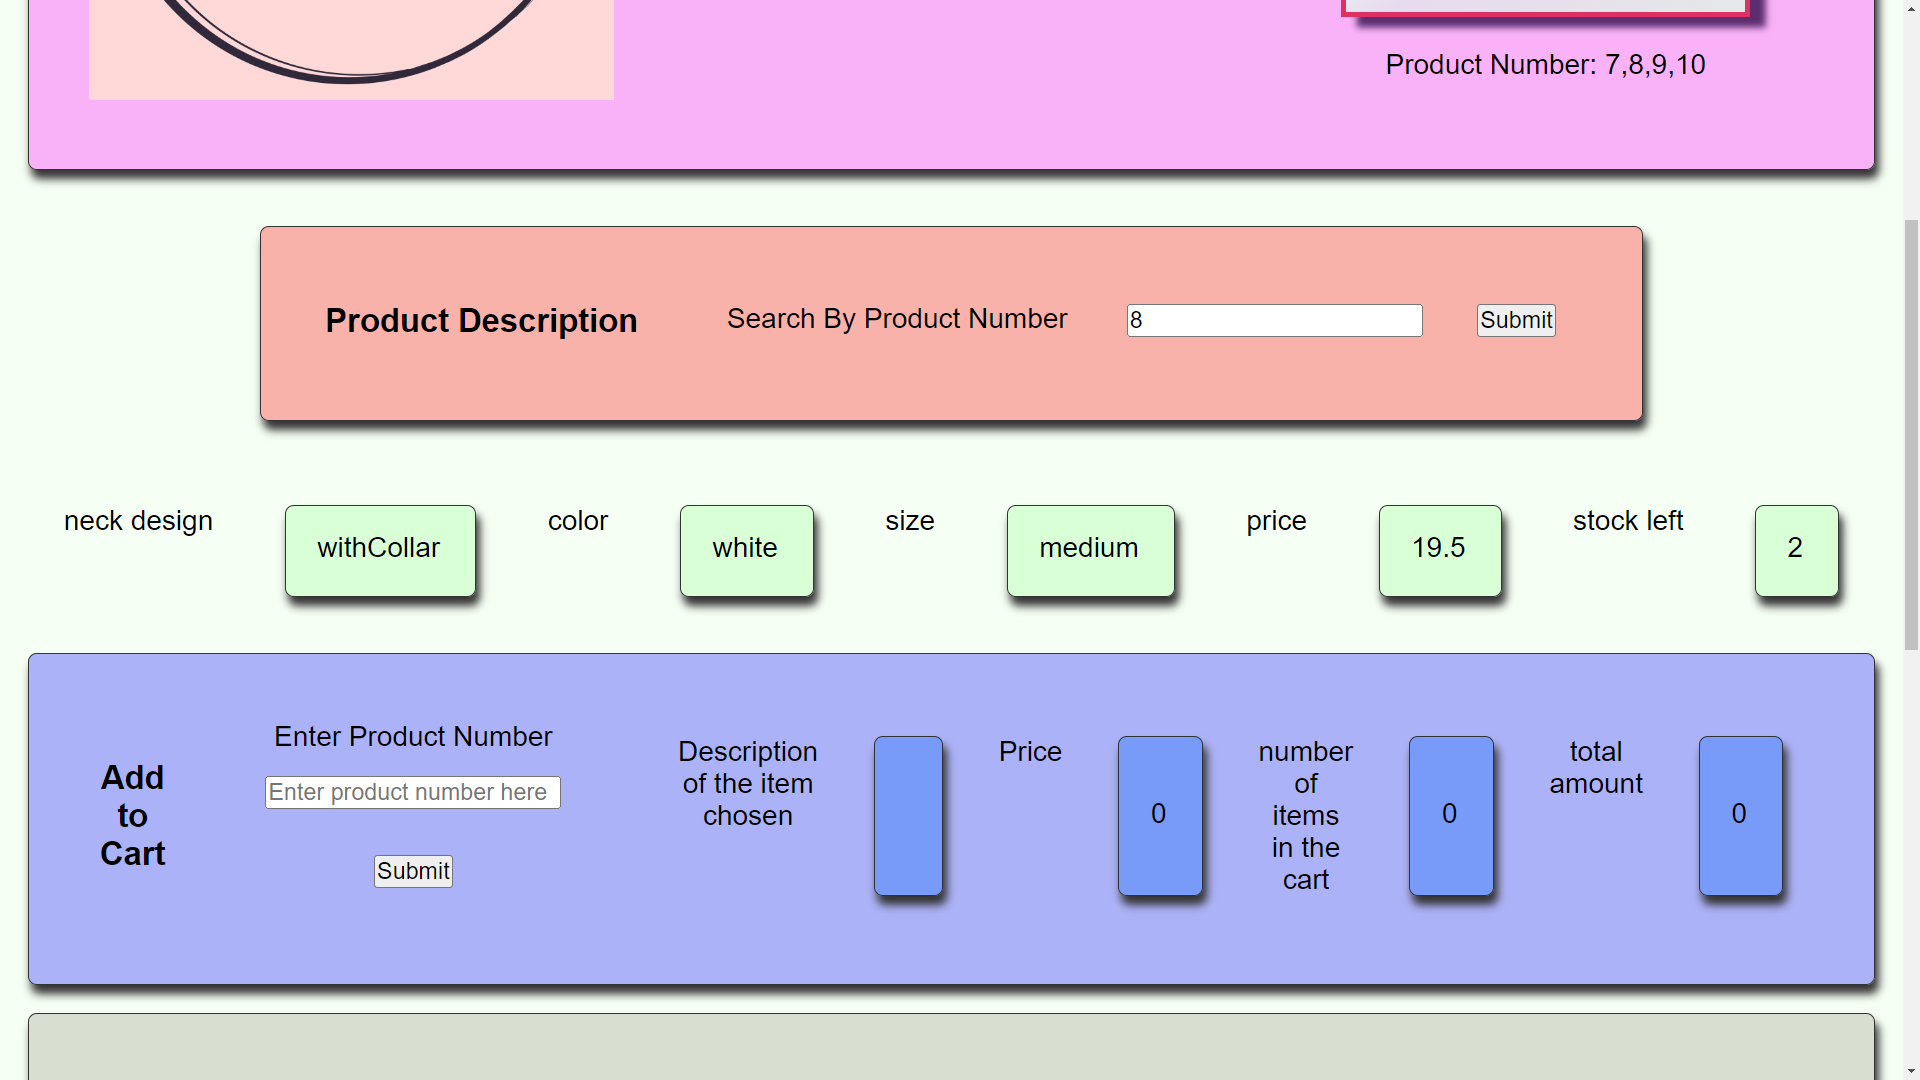 Product Number: 7,8,9,10
Product Description
Search By Product Number
8
Submit
neck design
withCollar
color
white
size
medium
price
19.5
stock left
2
Add
to
Cart
Enter Product Number
Enter product number here
Submit
Description
of the item
chosen
Price
0
number
of
items
in the
cart
0
total
amount
0